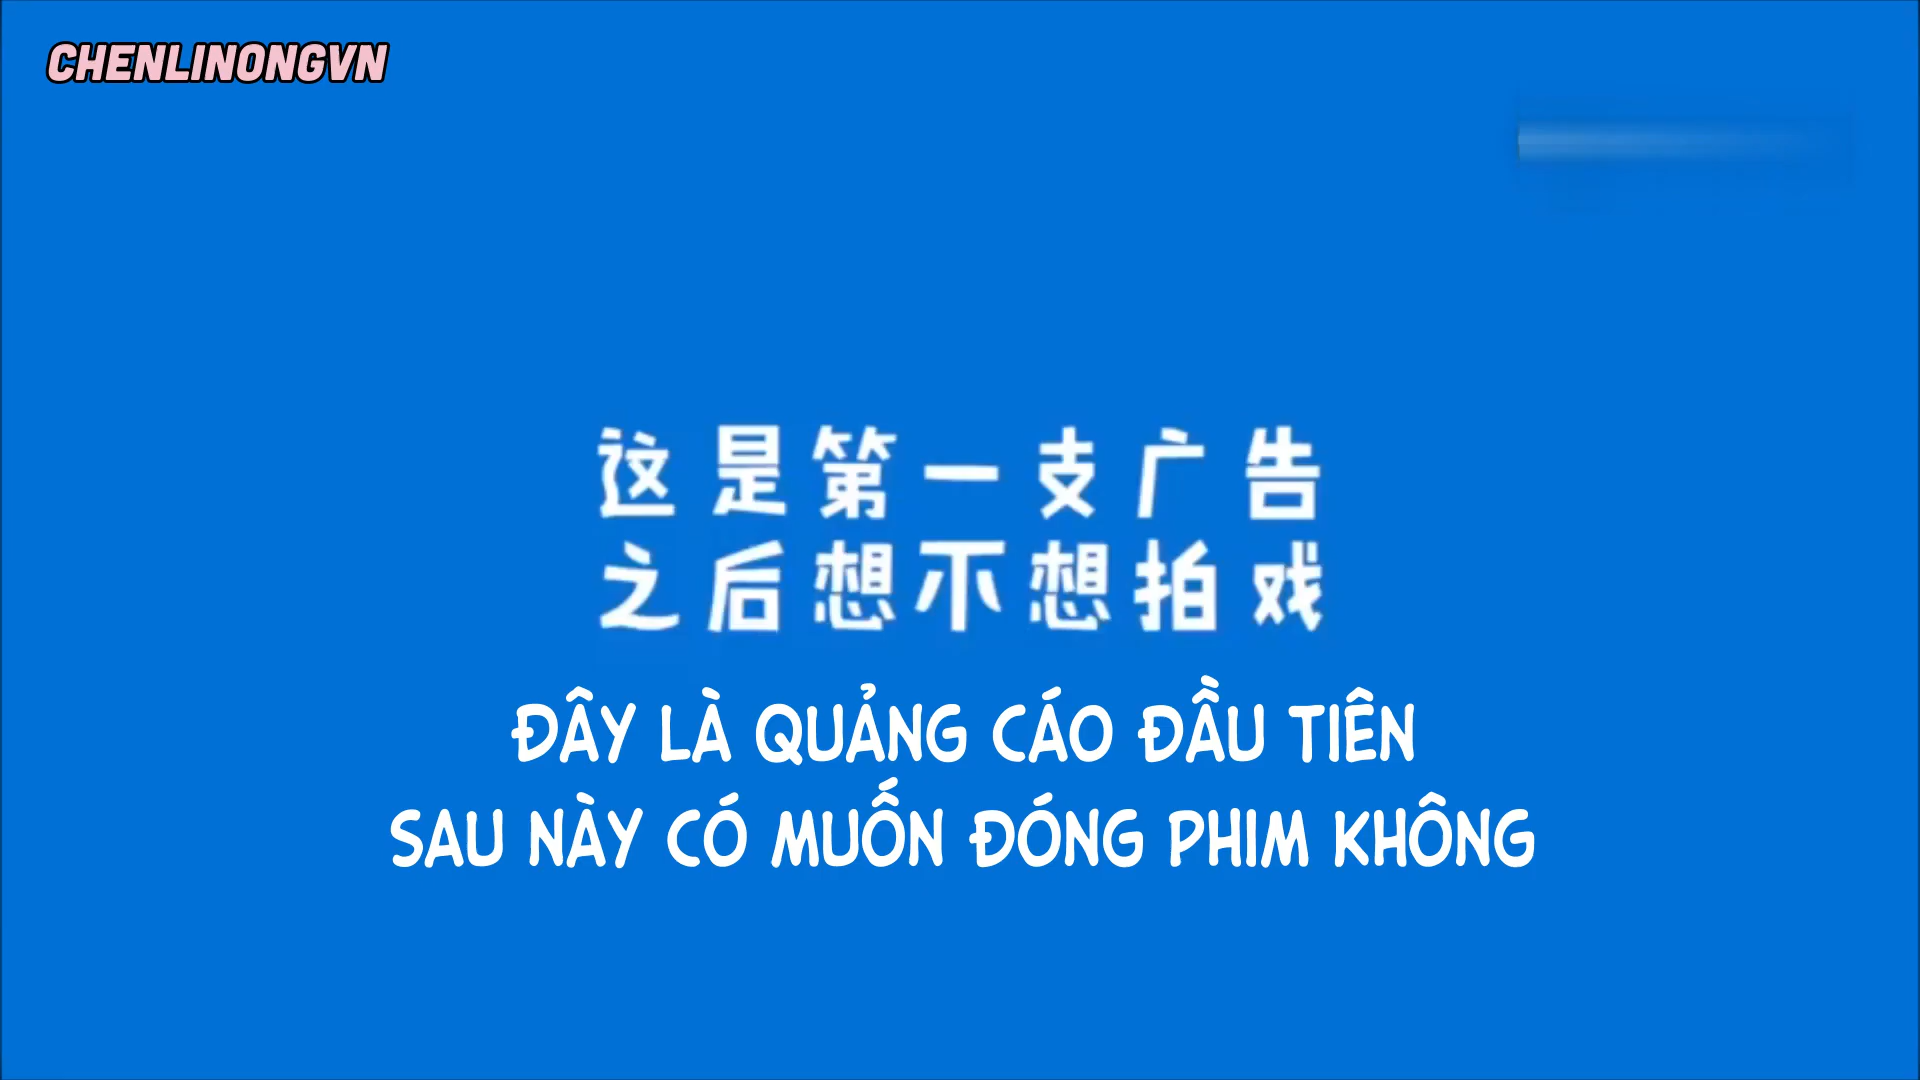 CHENLINONGVN
这是第一支广告
之后想不想拍戏
ĐÂY LÀ QUẢNG CÁO ĐẦU TIÊN
SAU NÀY CÓ MUỐN ĐÓNG PHIM KHÔNG